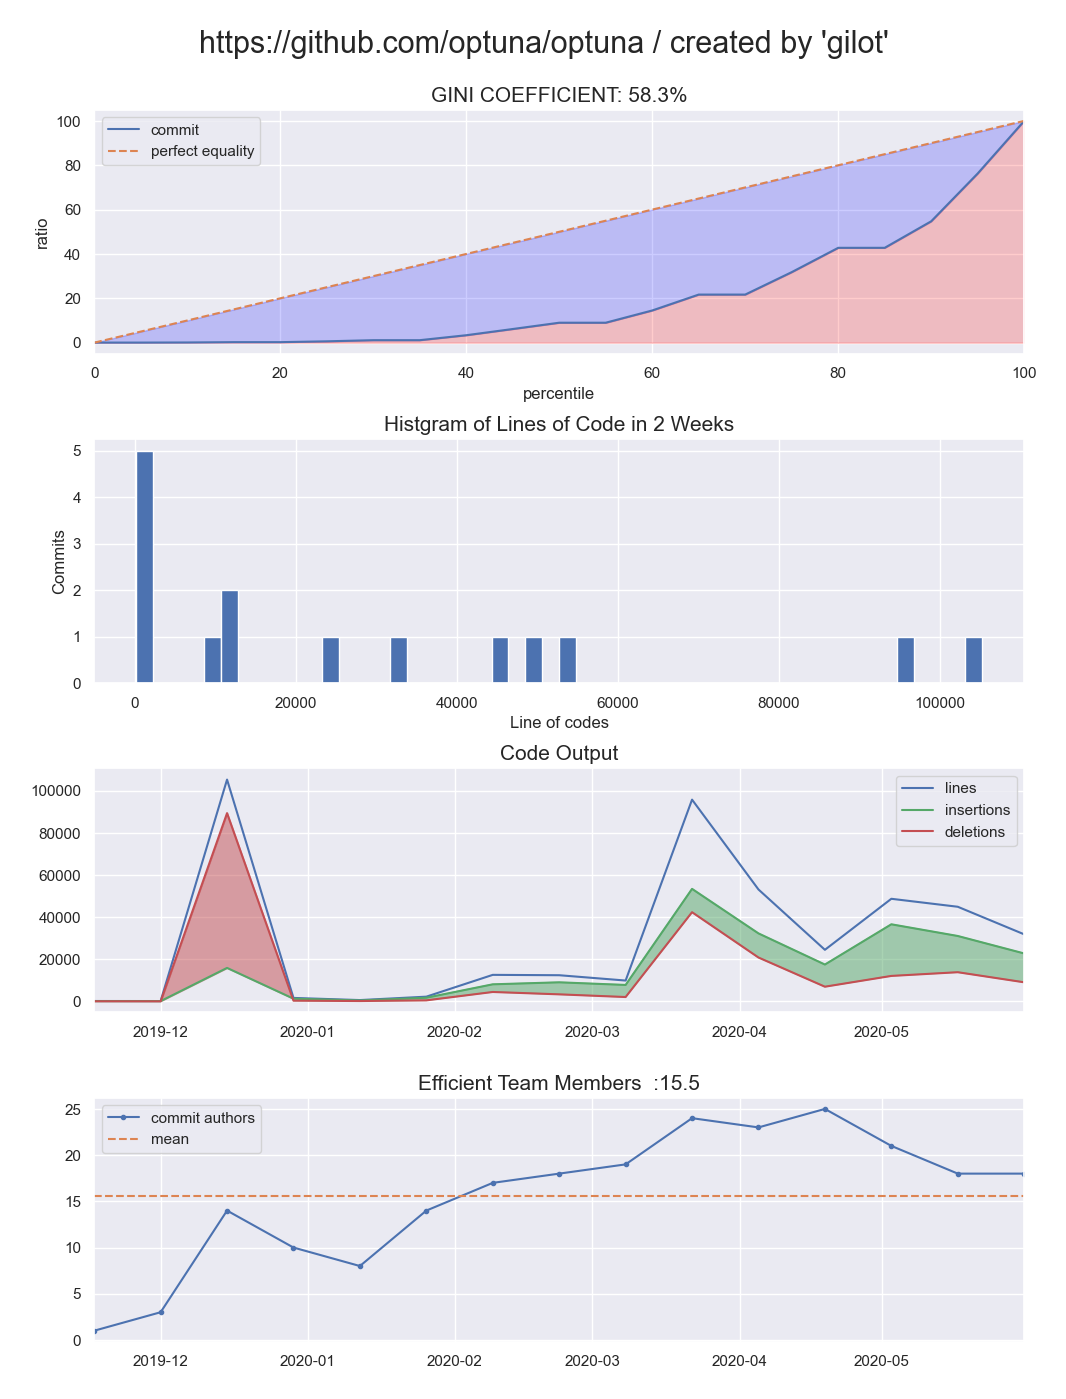 https://github.com/optuna/optuna / created by 'gilot'
GINI COEFFICIENT: 58.3%
commit
perfect equality
ratio
100
80
60
40
20
0
0 20 40 60 80 100
percentile
Histgram of Lines of Code in 2 Weeks
Commits
5
4
3
2
1
0
0 20000 40000 60000 80000 100000
Line of codes
Code Output
lines
insertions
deletions
100000
80000
60000
40000
20000
0
2019-12 2020-01 2020-02 2020-03 2020-04 2020-05
Efficient Team Members :15.5
commit authors
mean
25
20
15
10
5
0
2019-12 2020-01 2020-02 2020-03 2020-04 2020-05